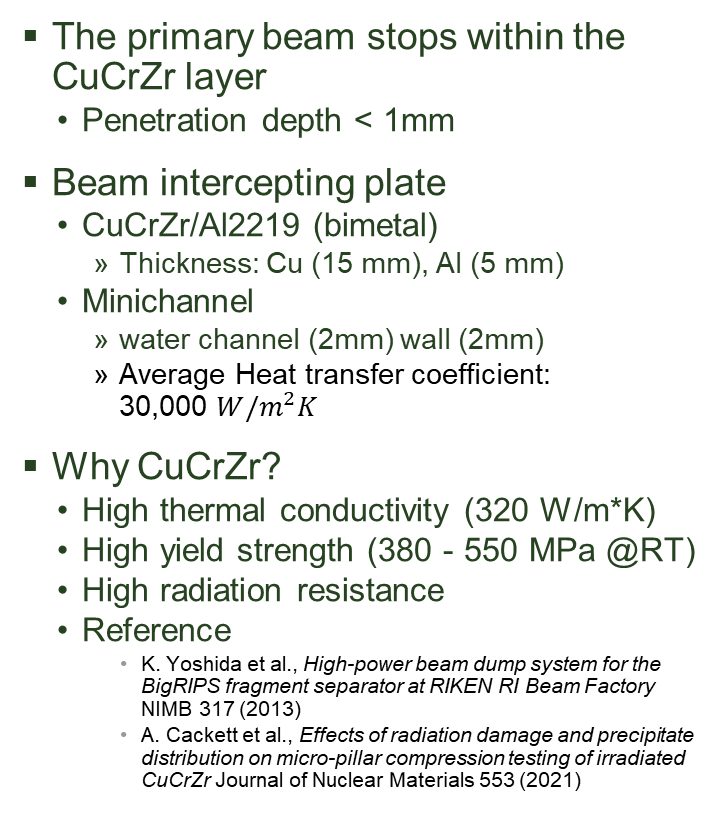 ▪ The primary beam stops within the
CuCrZr layer
• Penetration depth < 1mm
▪ Beam intercepting plate
• CuCrZr/Al2219 (bimetal)
» Thickness: Cu (15 mm), Al (5 mm)
• Minichannel
» water channel (2mm) wall (2mm)
» Average Heat transfer coefficient:
30,000 W/m²K
▪ Why CuCrZr?
• High thermal conductivity (320 W/m*K)
• High yield strength (380 - 550 MPa @RT)
• High radiation resistance
• Reference
• K. Yoshida et al., High-power beam dump system for the
BigRIPS fragment separator at RIKEN RI Beam Factory
NIMB 317 (2013)
• A. Cackett et al., Effects of radiation damage and precipitate
distribution on micro-pillar compression testing of irradiated
CuCrZr Journal of Nuclear Materials 553 (2021)